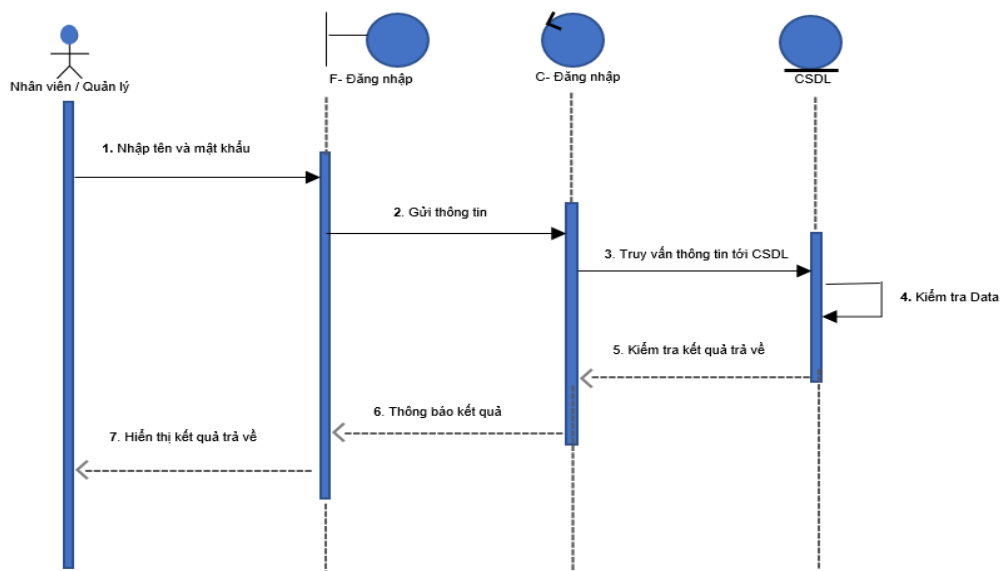 Nhân viên / Quản lý
F- Đăng nhập
C- Đăng nhập
CSDL
1. Nhập tên và mật khẩu
2. Gửi thông tin
3. Truy vấn thông tin tới CSDL
4. Kiểm tra Data
5. Kiểm tra kết quả trả về
6. Thông báo kết quả
7. Hiển thị kết quả trả về